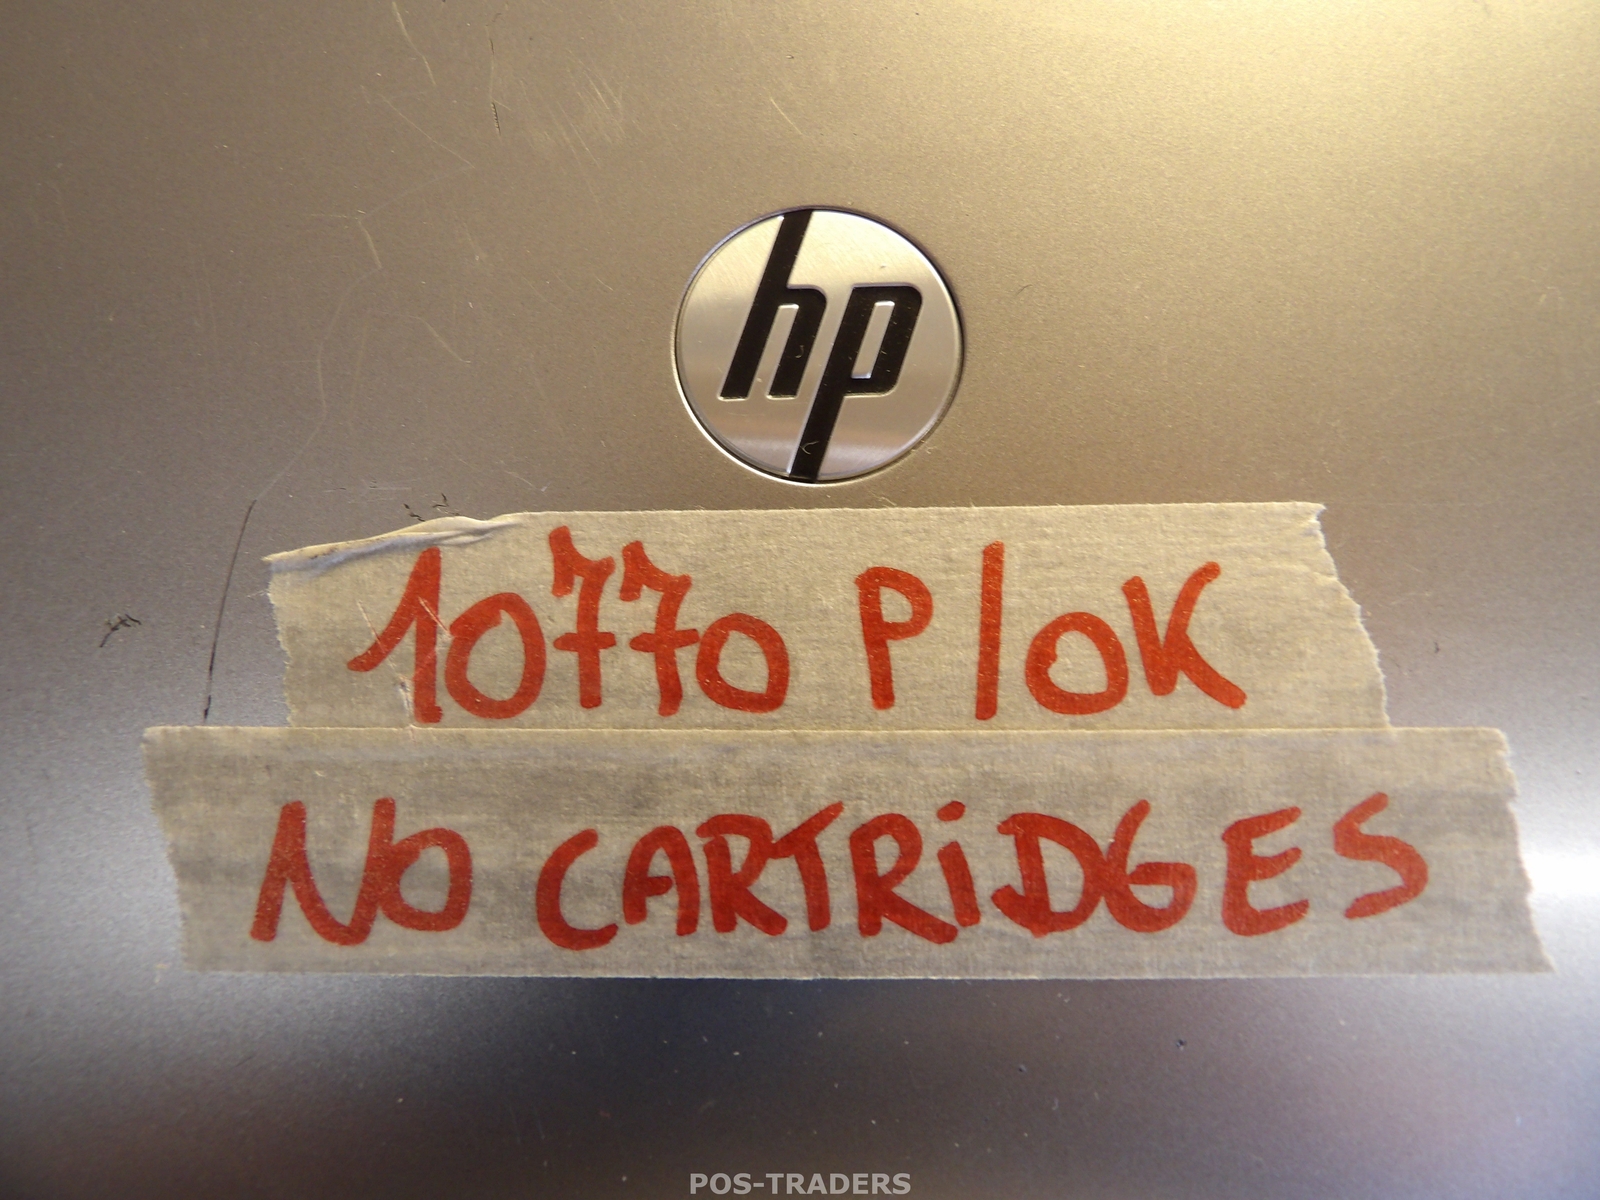 hp
10770 P/OK
NO CARTRIDGES
POS-TRADERS